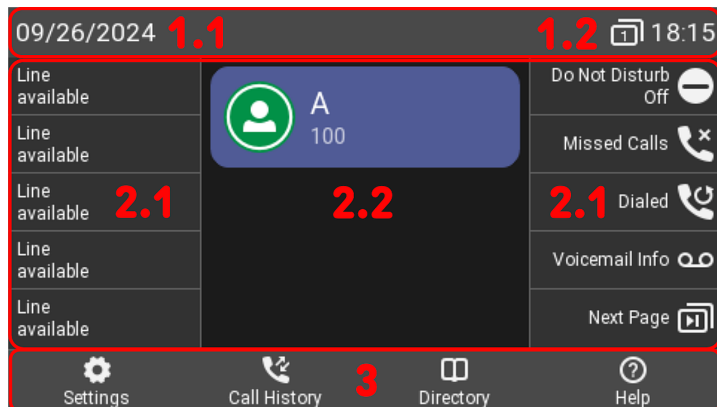 09/26/2024 1.1 1.2 1 18:15
Line
available
Line
available
Line
available
Line
available
Line
available
2.1
A
100
2.2
Do Not Disturb
Off
Missed Calls
2.1 Dialed
Voicemail Info
Next Page
Settings
Call History
3
Directory
Help